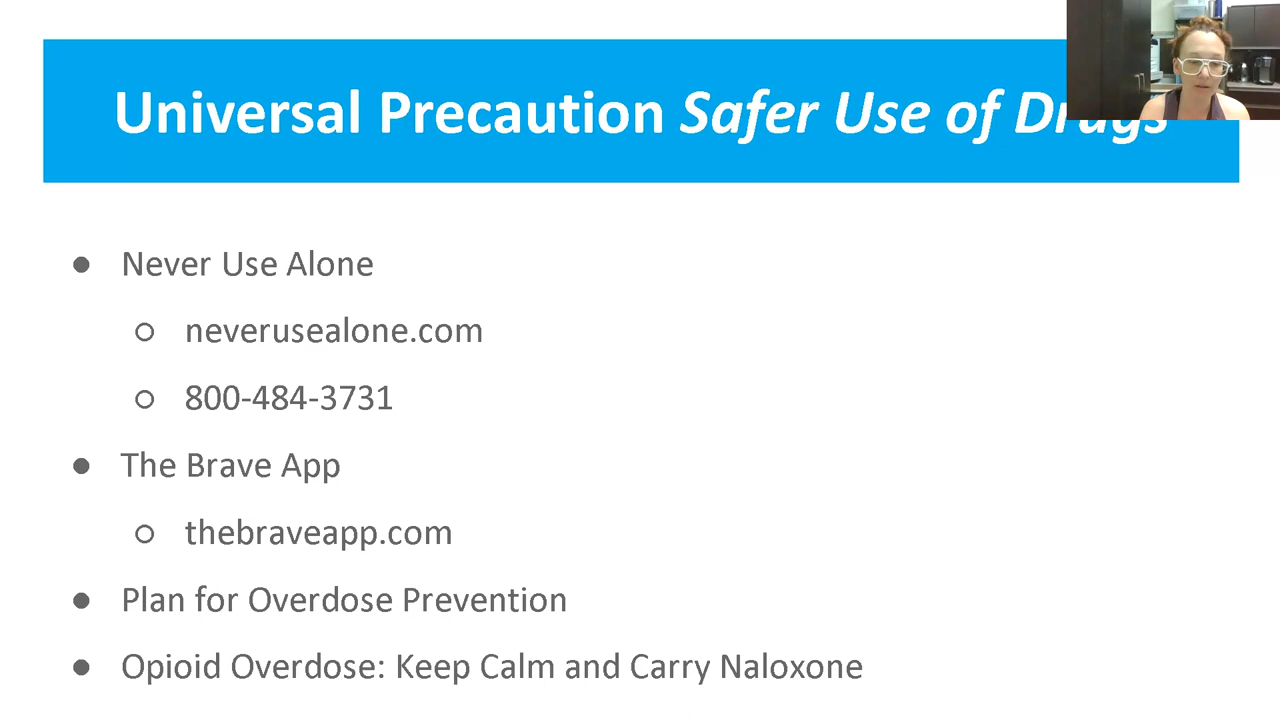 Universal Precaution Safer Use of Drugs
● Never Use Alone
○ neverusealone.com
○ 800-484-3731
● The Brave App
○ thebraveapp.com
● Plan for Overdose Prevention
● Opioid Overdose: Keep Calm and Carry Naloxone